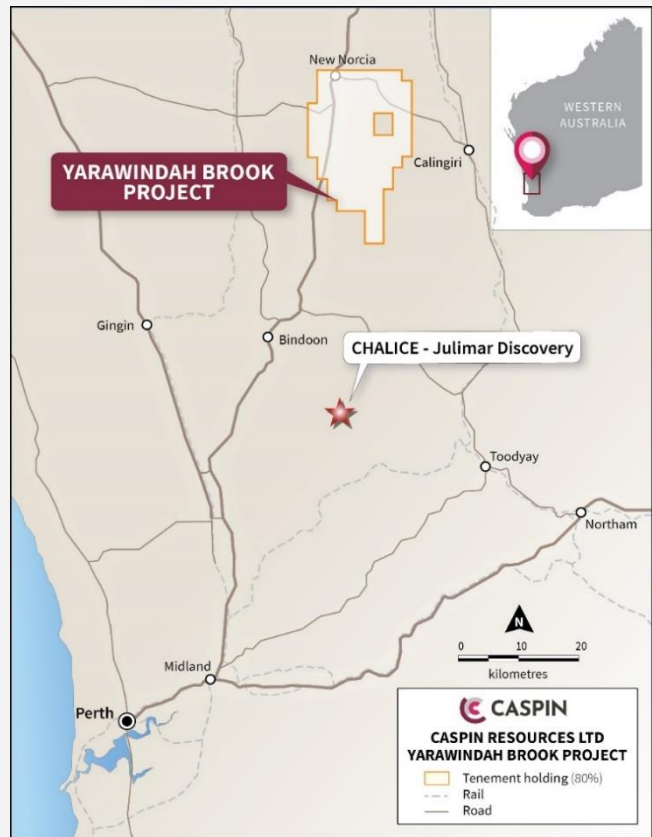 New Norcia
WESTERN
AUSTRALIA
Calingiri
YARAWINDAH BROOK
PROJECT
Gingin
Bindoon
CHALICE - Julimar Discovery
Toodyay
Northam
N
0 10 20
kilometres
Midland
Perth
CASPIN
CASPIN RESOURCES LTD
YARAWINDAH BROOK PROJECT
Tenement holding (80%)
Rail
Road